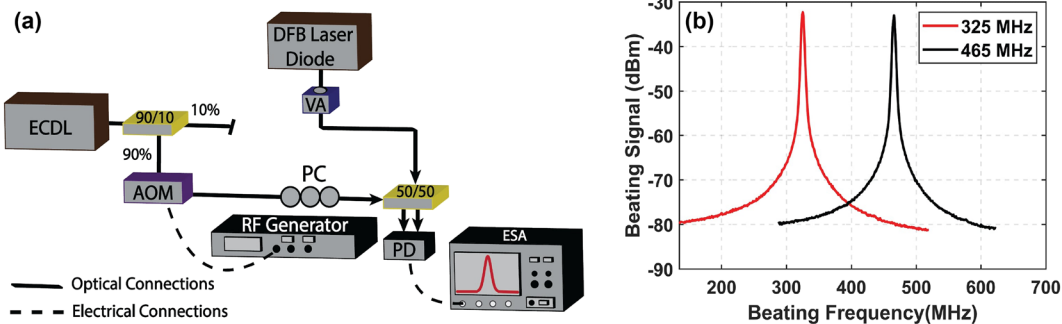 (a)
DFB Laser
Diode
VA
ECDL
90/10
10%
90%
AOM
PC
50/50
RF Generator
PD
ESA
Optical Connections
Electrical Connections
(b)
325 MHz
465 MHz
Beating Signal (dBm)
-30
-40
-50
-60
-70
-80
-90
200
300
400
500
600
700
Beating Frequency(MHz)